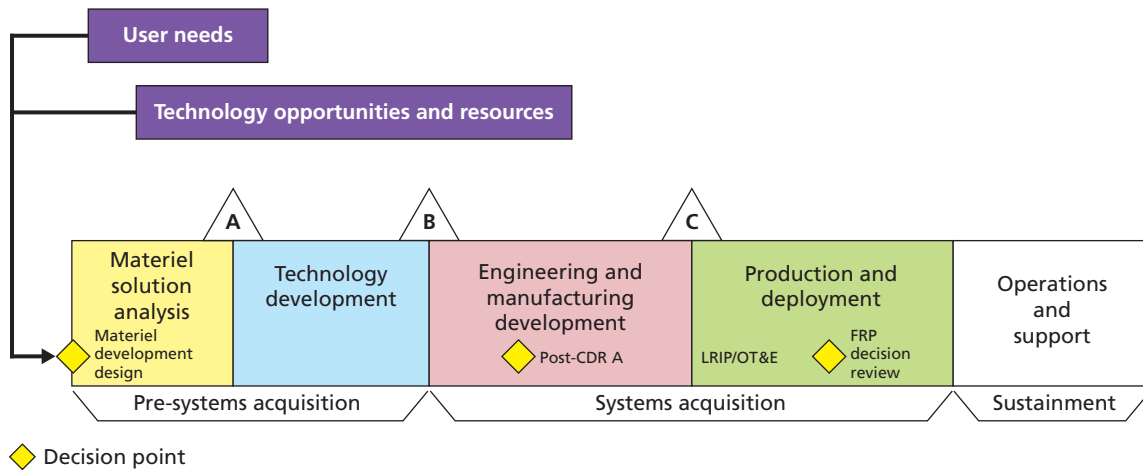 User needs
Technology opportunities and resources
A
B
C
Materiel
solution
analysis
Technology
development
Engineering and
manufacturing
development
Production and
deployment
Operations
and
support
Materiel
development
design
Post-CDR A
LRIP/OT&E
FRP
decision
review
Pre-systems acquisition
Systems acquisition
Sustainment
Decision point